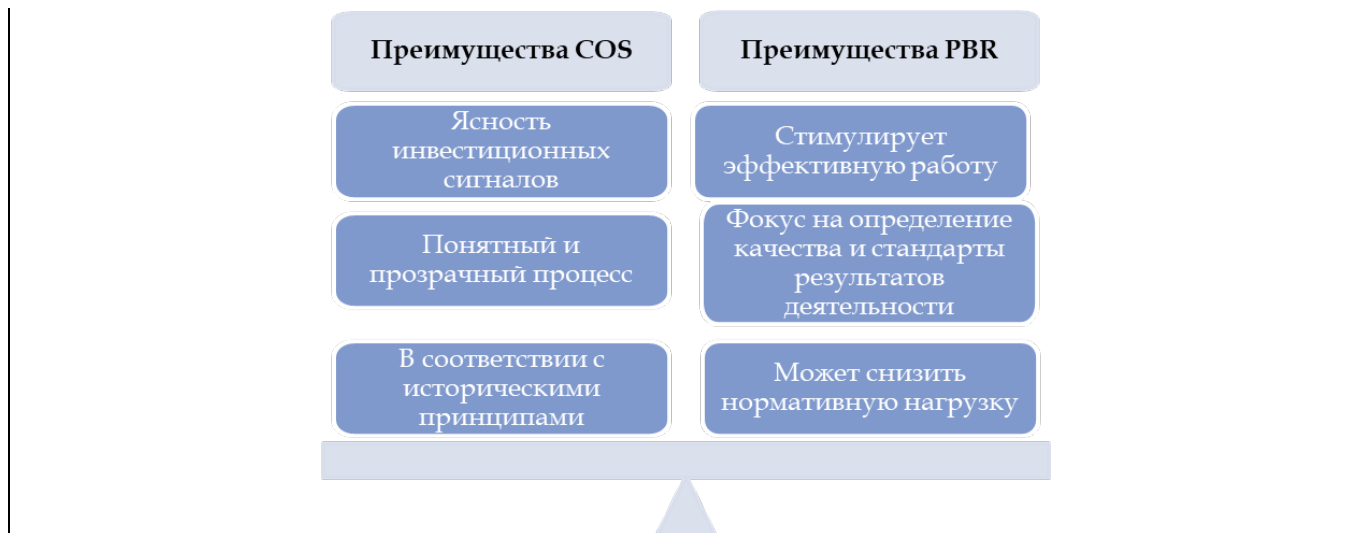 Преимущества COS
Ясность
инвестиционных
сигналов
Понятный и
прозрачный процесс
В соответствии с
историческими
принципами
Преимущества PBR
Стимулирует
эффективную работу
Фокус на определение
качества и стандарты
результатов
деятельности
Может снизить
нормативную нагрузку